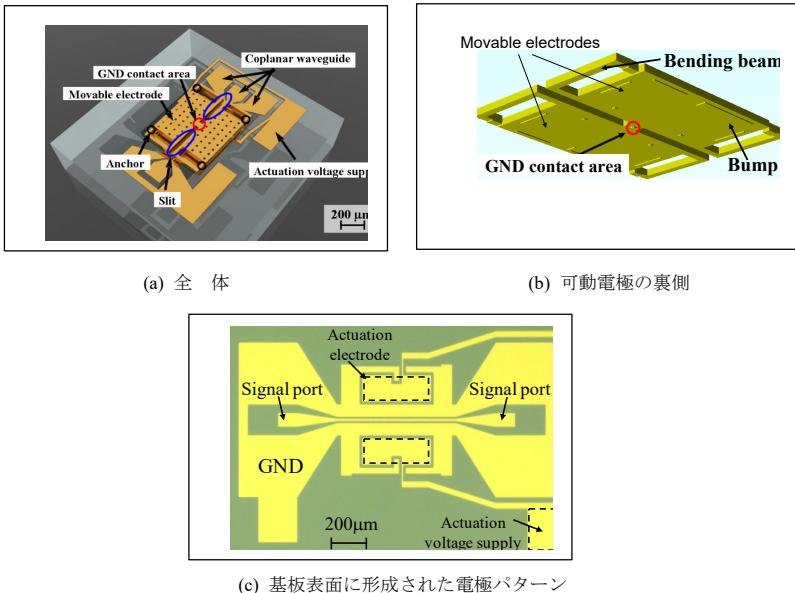 Coplanar waveguide
GND contact area
Movable electrode
Anchor
Slit
Actuation voltage supp
200 μm
(a) 全　体
Movable electrodes
Bending beam
GND contact area
Bump
(b) 可動電極の裏側
Actuation
electrode
Signal port
Signal port
GND
200μm
Actuation
voltage supply
(c) 基板表面に形成された電極パターン